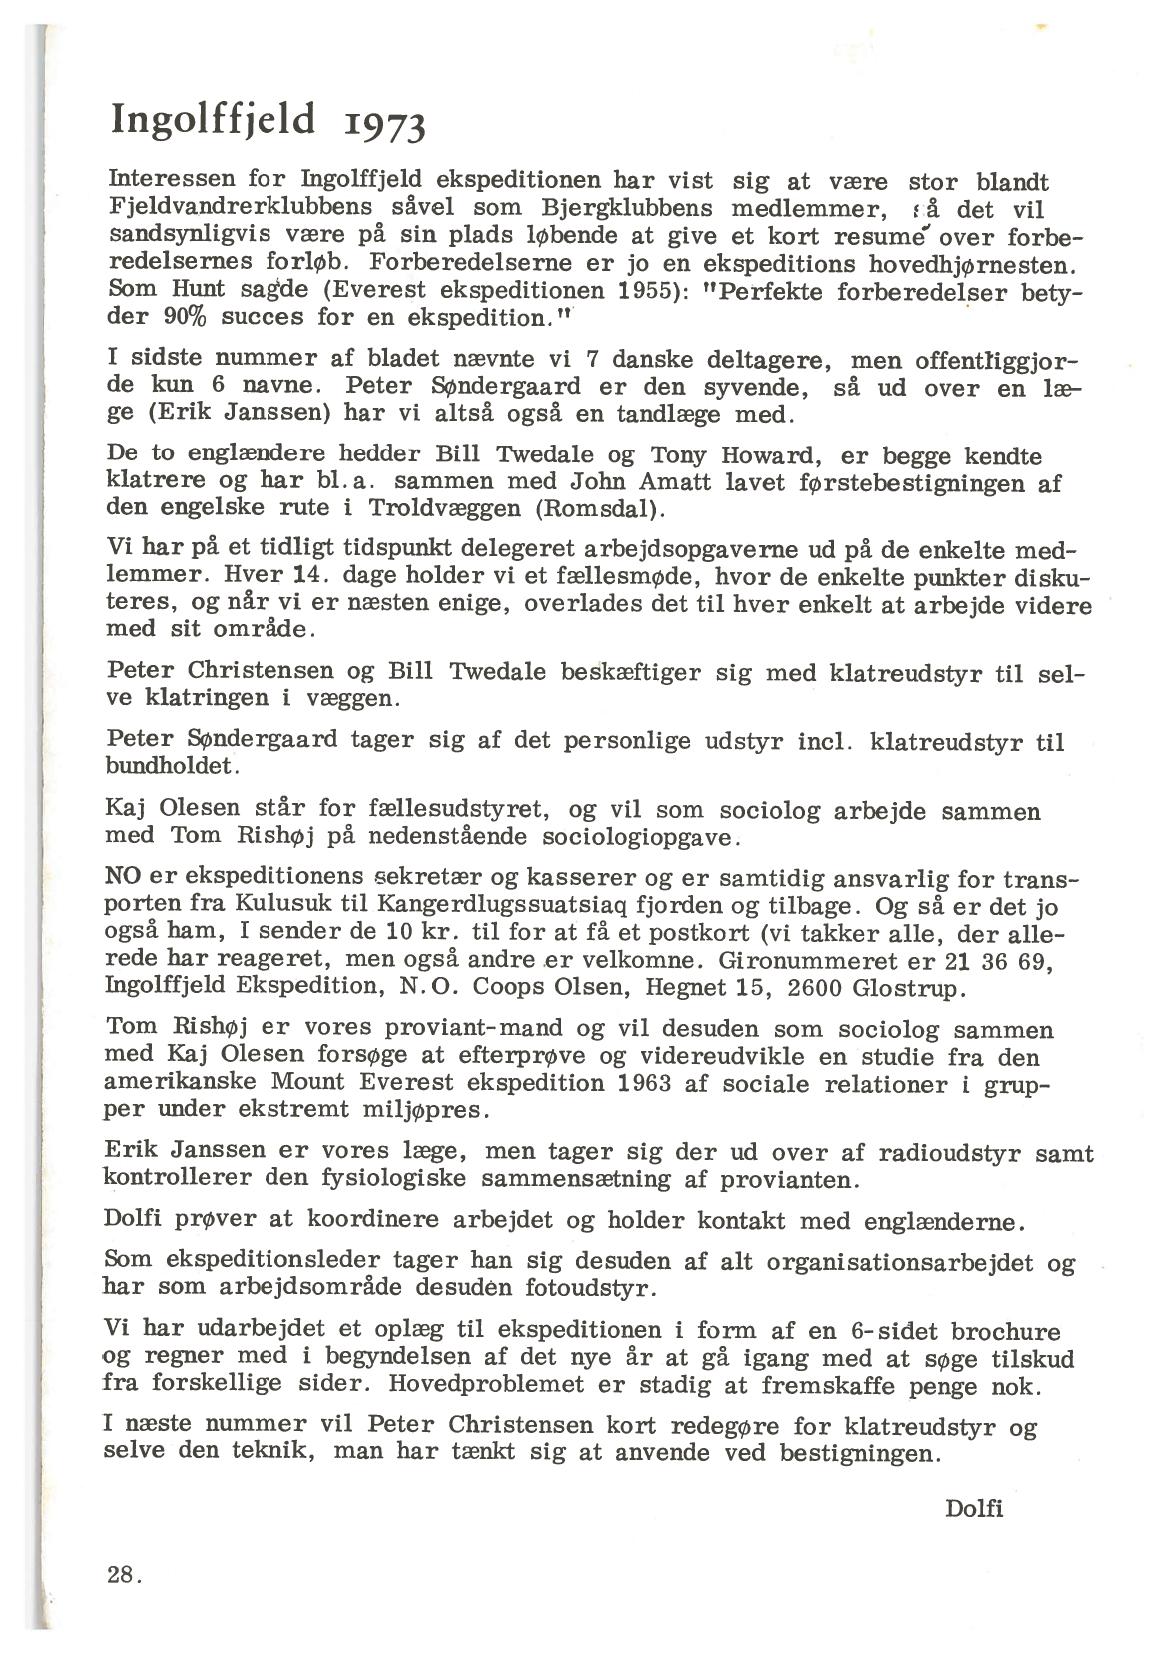 Ingolffjeld 1973
Interessen for Ingolffjeld ekspeditionen har vist sig at være stor blandt
Fjeldvandrerklubbens såvel som Bjergklubbens medlemmer, så det vil
sandsynligvis være på sin plads løbende at give et kort resumé over forbe-
redelsernes forløb. Forberedelserne er jo en ekspeditions hovedhjørnesten.
Som Hunt sagde (Everest ekspeditionen 1955): "Perfekte forberedelser bety-
der 90% succes for en ekspedition."
I sidste nummer af bladet nævnte vi 7 danske deltagere, men offentliggjor-
de kun 6 navne. Peter Søndergaard er den syvende, så ud over en læ-
ge (Erik Janssen) har vi altså også en tandlæge med.
De to englændere hedder Bill Twedale og Tony Howard, er begge kendte
klatrere og har bl.a. sammen med John Amatt lavet førstebestigningen af
den engelske rute i Troldvæggen (Romsdal).
Vi har på et tidligt tidspunkt delegeret arbejdsopgaverne ud på de enkelte med-
lemmer. Hver 14. dage holder vi et fællesmøde, hvor de enkelte punkter disku-
teres, og når vi er næsten enige, overlades det til hver enkelt at arbejde videre
med sit område.
Peter Christensen og Bill Twedale beskæftiger sig med klatreudstyr til sel-
ve klatringen i væggen.
Peter Søndergaard tager sig af det personlige udstyr incl. klatreudstyr til
bundholdet.
Kaj Olesen står for fællesudstyret, og vil som sociolog arbejde sammen
med Tom Rishøj på nedenstående sociologiopgave.
NO er ekspeditionens sekretær og kasserer og er samtidig ansvarlig for trans-
porten fra Kulusuk til Kangerdlugssuatsiaq fjorden og tilbage. Og så er det jo
også ham, I sender de 10 kr. til for at få et postkort (vi takker alle, der alle-
rede har reageret, men også andre er velkomne. Gironummeret er 21 36 69,
Ingolffjeld Ekspedition, N.O. Coops Olsen, Hegnet 15, 2600 Glostrup.
Tom Rishøj er vores proviant-mand og vil desuden som sociolog sammen
med Kaj Olesen forsøge at efterprøve og videreudvikle en studie fra den
amerikanske Mount Everest ekspedition 1963 af sociale relationer i grup-
per under ekstremt miljøpres.
Erik Janssen er vores læge, men tager sig der ud over af radioudstyr samt
kontrollerer den fysiologiske sammensætning af provianten.
Dolfi prøver at koordinere arbejdet og holder kontakt med englænderne.
Som ekspeditionsleder tager han sig desuden af alt organisationsarbejdet og
har som arbejdsområde desuden fotoudstyr.
Vi har udarbejdet et oplæg til ekspeditionen i form af en 6-sidet brochure
og regner med i begyndelsen af det nye år at gå igang med at søge tilskud
fra forskellige sider. Hovedproblemet er stadig at fremskaffe penge nok.
I næste nummer vil Peter Christensen kort redegøre for klatreudstyr og
selve den teknik, man har tænkt sig at anvende ved bestigningen.
Dolfi
28.